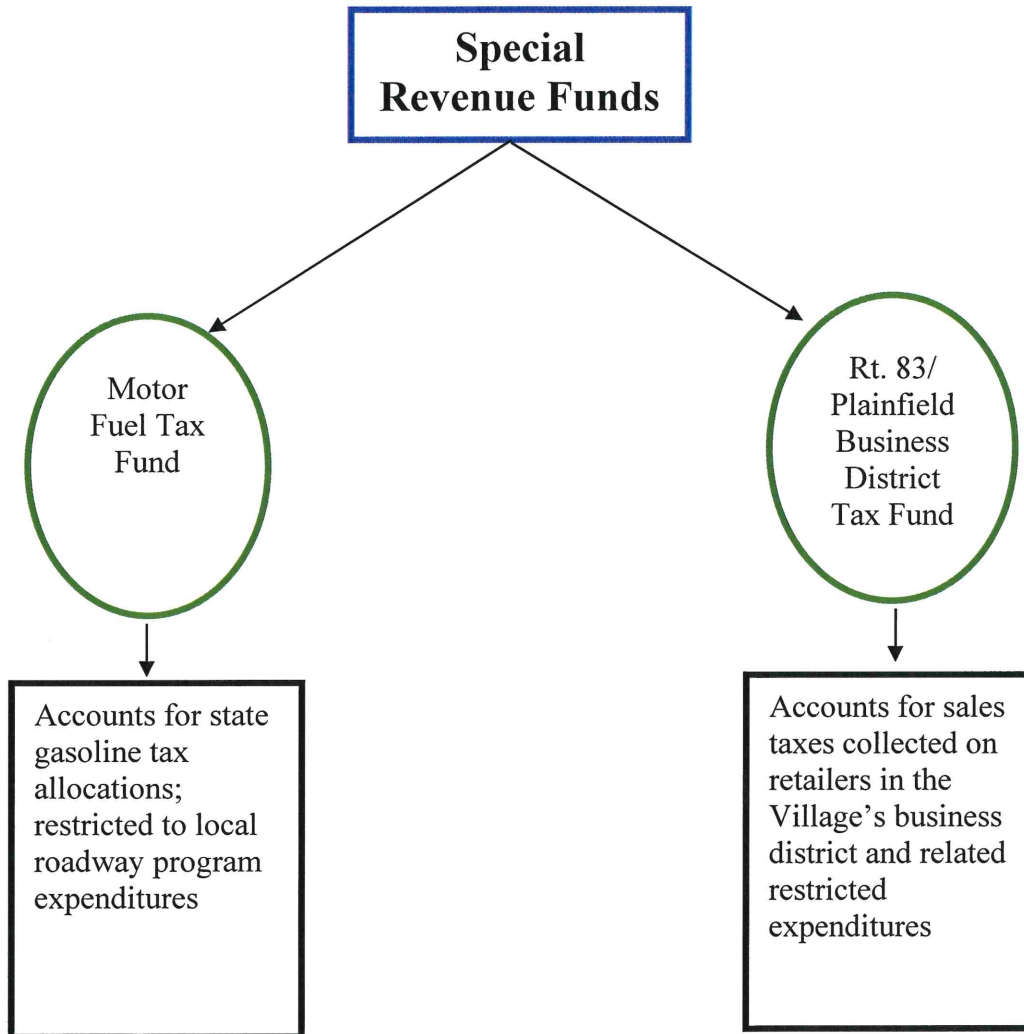 Special
Revenue Funds
Motor
Fuel Tax
Fund
Rt. 83/
Plainfield
Business
District
Tax Fund
Accounts for state
gasoline tax
allocations;
restricted to local
roadway program
expenditures
Accounts for sales
taxes collected on
retailers in the
Village’s business
district and related
restricted
expenditures